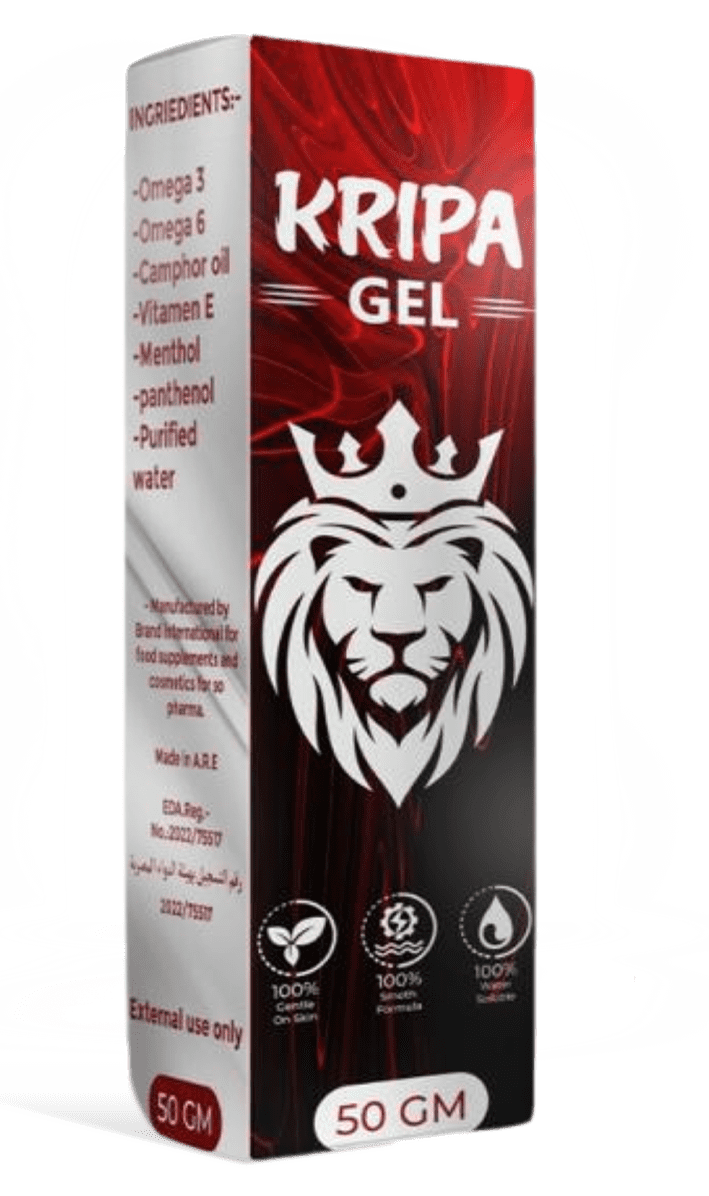 INGRIEDIENTS:-
-Omega 3
-Omega 6
-Camphor oil
-Vitamen E
-Menthol
-panthenol
-Purified
water
- Manufactured by
Brand International for
food supplements and
cosmetics for so
pharma.
Made in A.R.E
EDA.Reg.-
No.:2022/75517
رقم التسجيل بهيئة الدواء المصرية
2022/75517
External use only
50 GM
KRIPA
GEL
100%
Gentle
On Skin
100%
Smoth
Formula
100%
Water
Soluble
50 GM